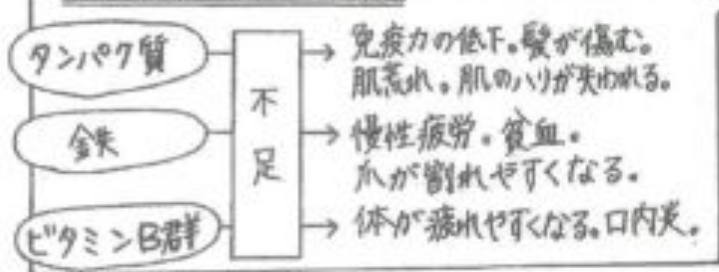 タンパク質
不足
免疫力の低下。髪が傷む。
肌荒れ。肌のハリが失われる。
鉄
慢性疲労。貧血。
爪が割れやすくなる。
ビタミンB群
体が疲れやすくなる。口内炎。